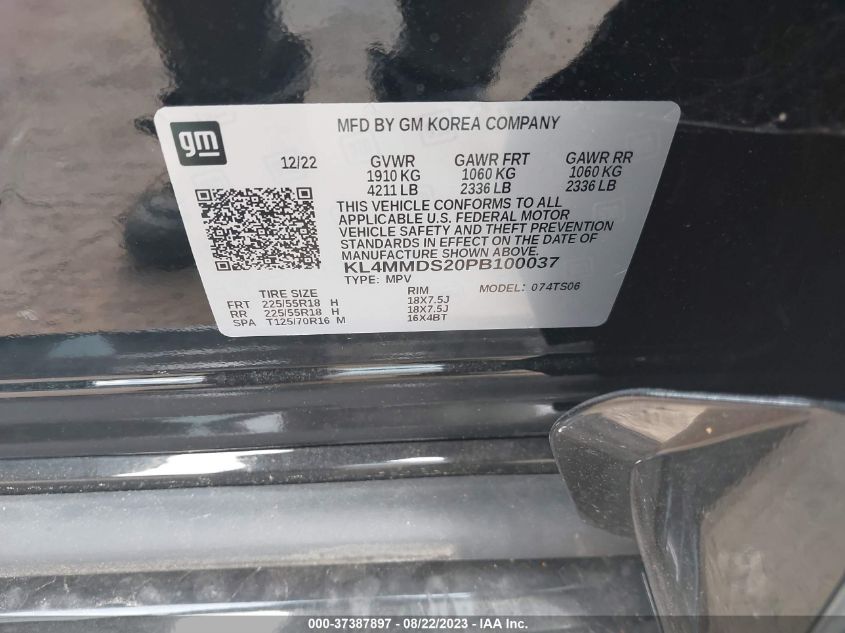 gm
MFD BY GM KOREA COMPANY
12/22 GVWR GAWR FRT GAWR RR
1910 KG 1060 KG 1060 KG
4211 LB 2336 LB 2336 LB
THIS VEHICLE CONFORMS TO ALL
APPLICABLE U.S. FEDERAL MOTOR
VEHICLE SAFETY AND THEFT PREVENTION
STANDARDS IN EFFECT ON THE DATE OF
MANUFACTURE SHOWN ABOVE.
KL4MMDS20PB100037
TYPE: MPV MODEL: 074TS06
TIRE SIZE RIM
FRT 225/55R18 H 18X7.5J
RR 225/55R18 H 18X7.5J
SPA T125/70R16 M 16X4BT
000-37387897 - 08/22/2023 - IAA Inc.